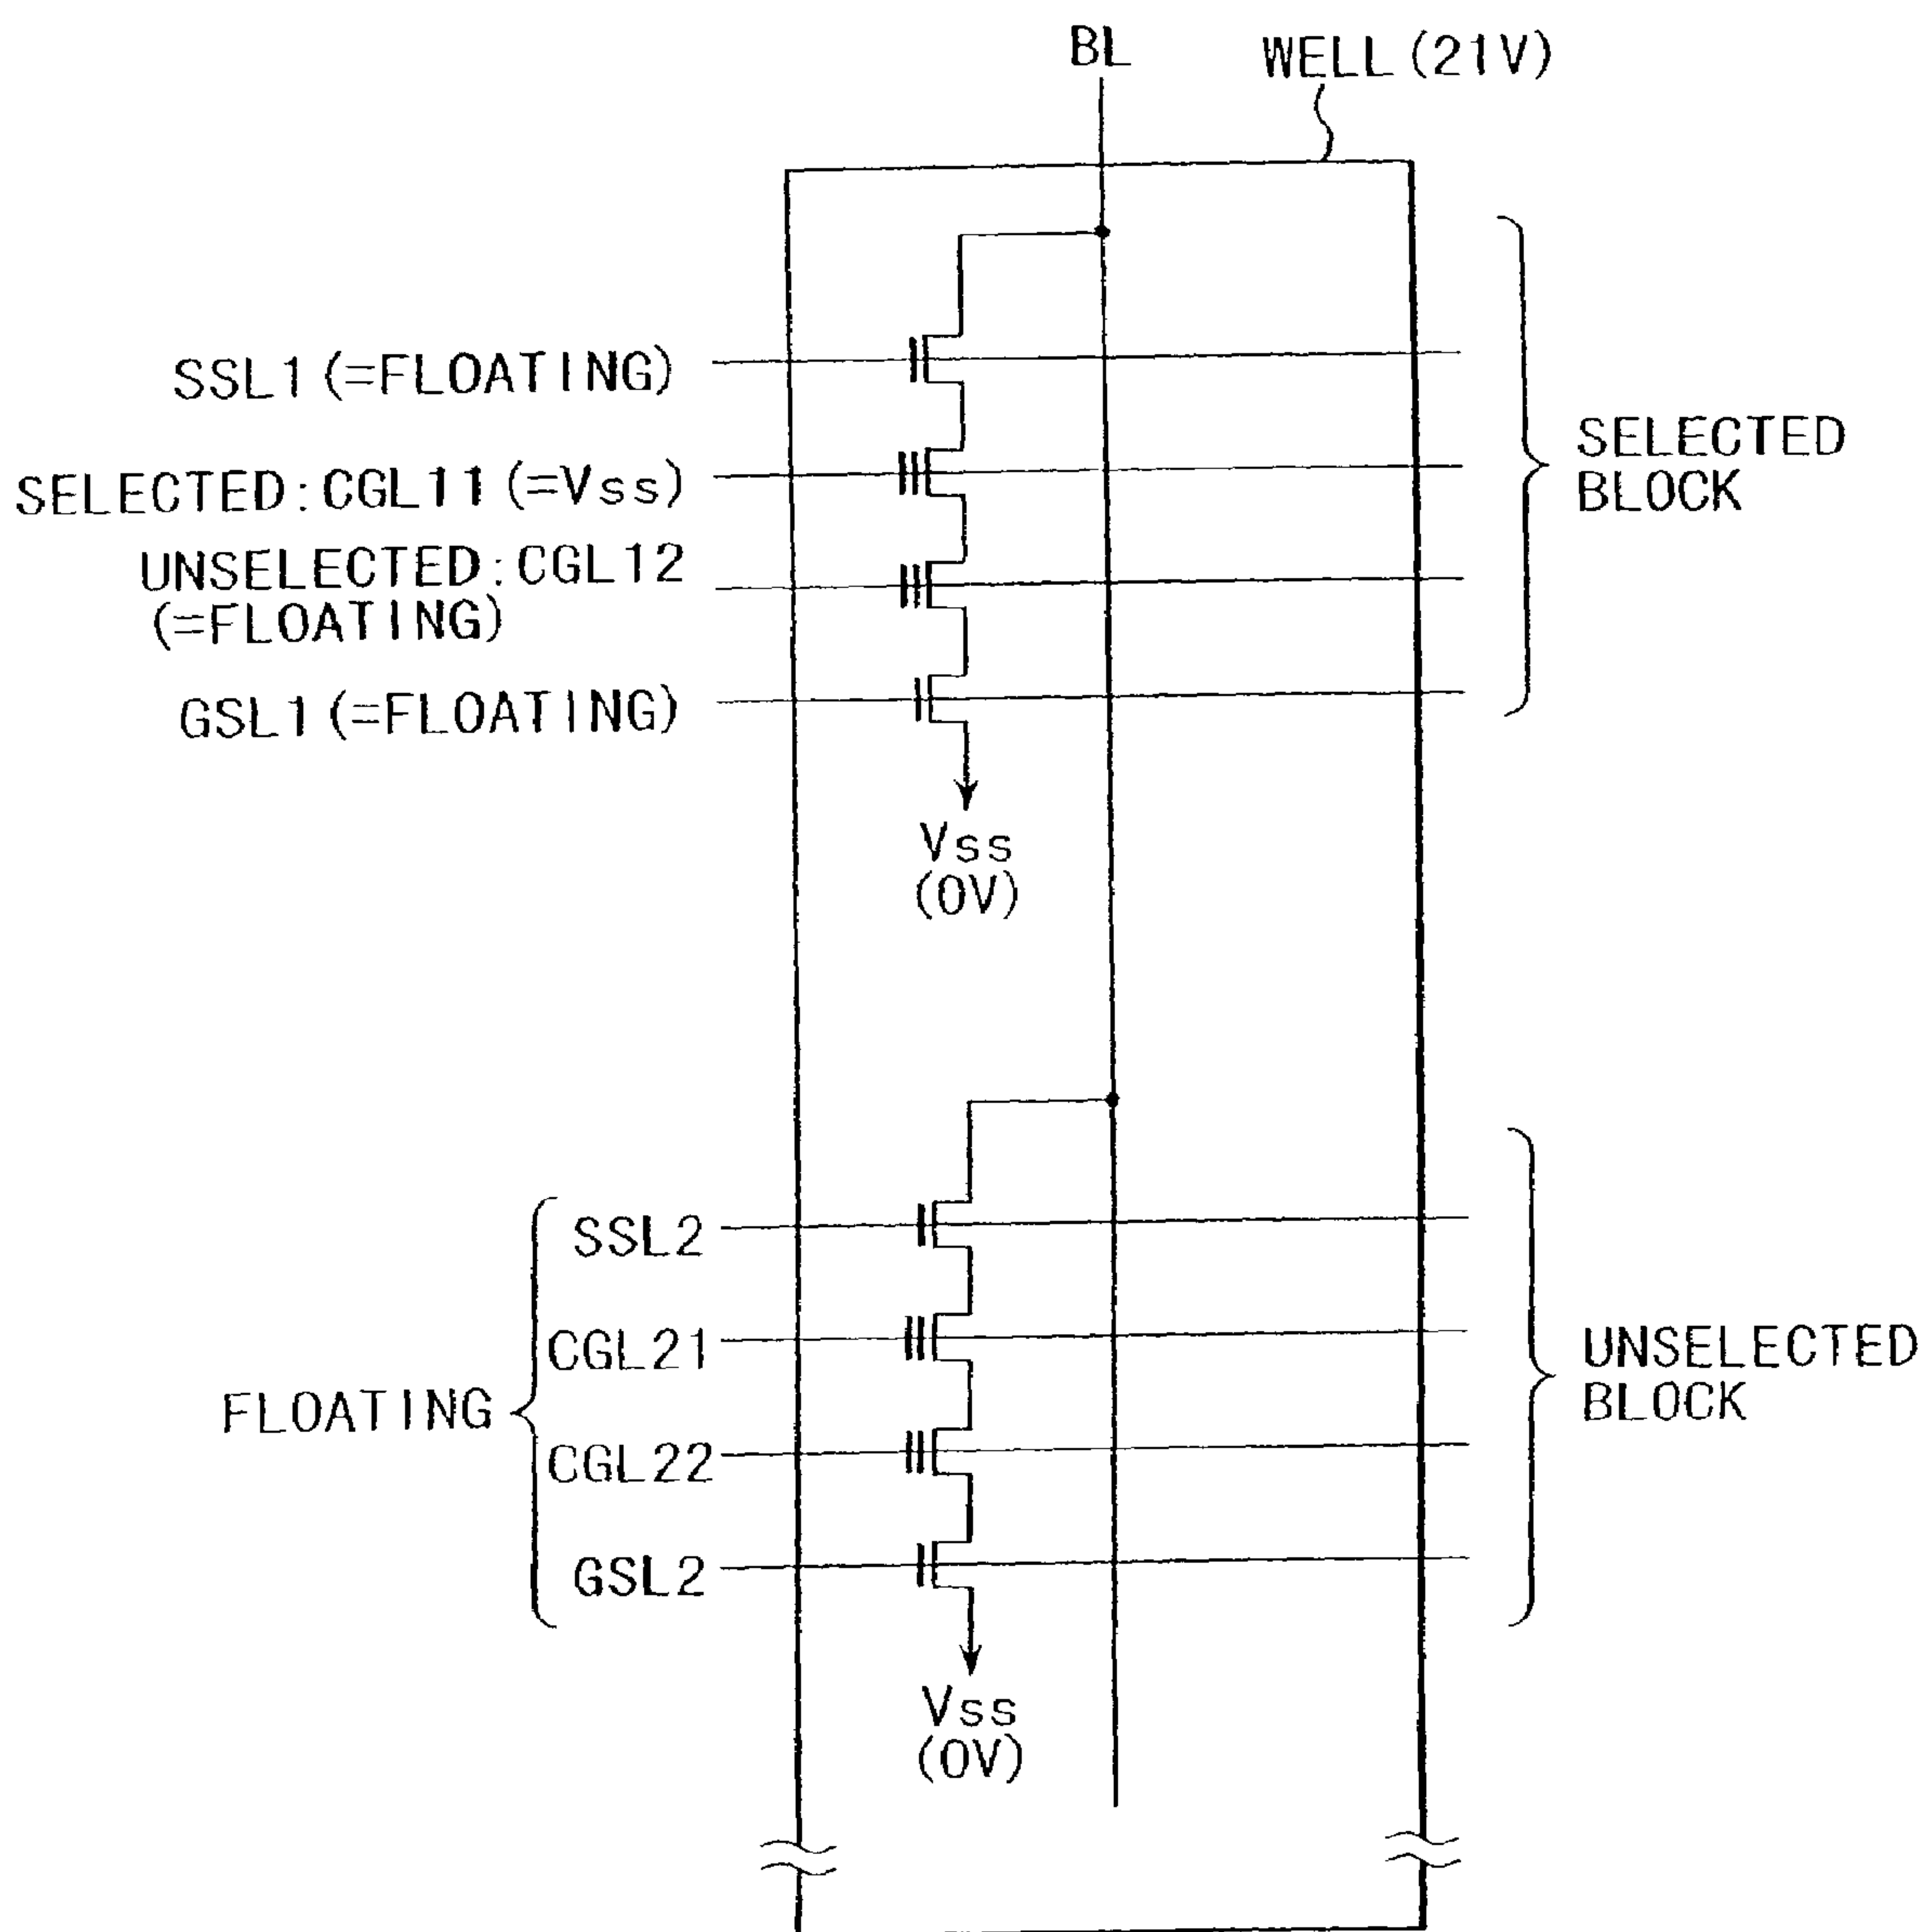 BL
WELL(21V)
SSL1(=FLOATING)
SELECTED:CGL11(=Vss)
UNSELECTED:CGL12
(=FLOATING)
GSL1(=FLOATING)
SELECTED
BLOCK
Vss
(0V)
FLOATING
SSL2
CGL21
CGL22
GSL2
UNSELECTED
BLOCK
Vss
(0V)